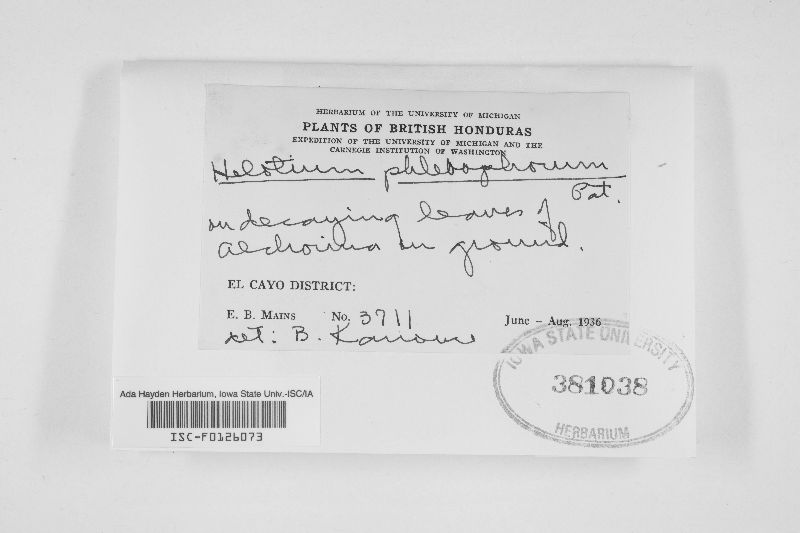 HERBARIUM OF THE UNIVERSITY OF MICHIGAN
PLANTS OF BRITISH HONDURAS
EXPEDITION OF THE UNIVERSITY OF MICHIGAN AND THE
CARNEGIE INSTITUTION OF WASHINGTON
Helotium phlebophorum
Pat.
on decaying leaves of
on ground.
EL CAYO DISTRICT:
E. B. MAINS No. 3711 June – Aug. 1936
det: B. Kanouse
IOWA STATE UNIVERSITY
381038
HERBARIUM
Ada Hayden Herbarium, Iowa State Univ.-ISC/IA
ISC-F0126073